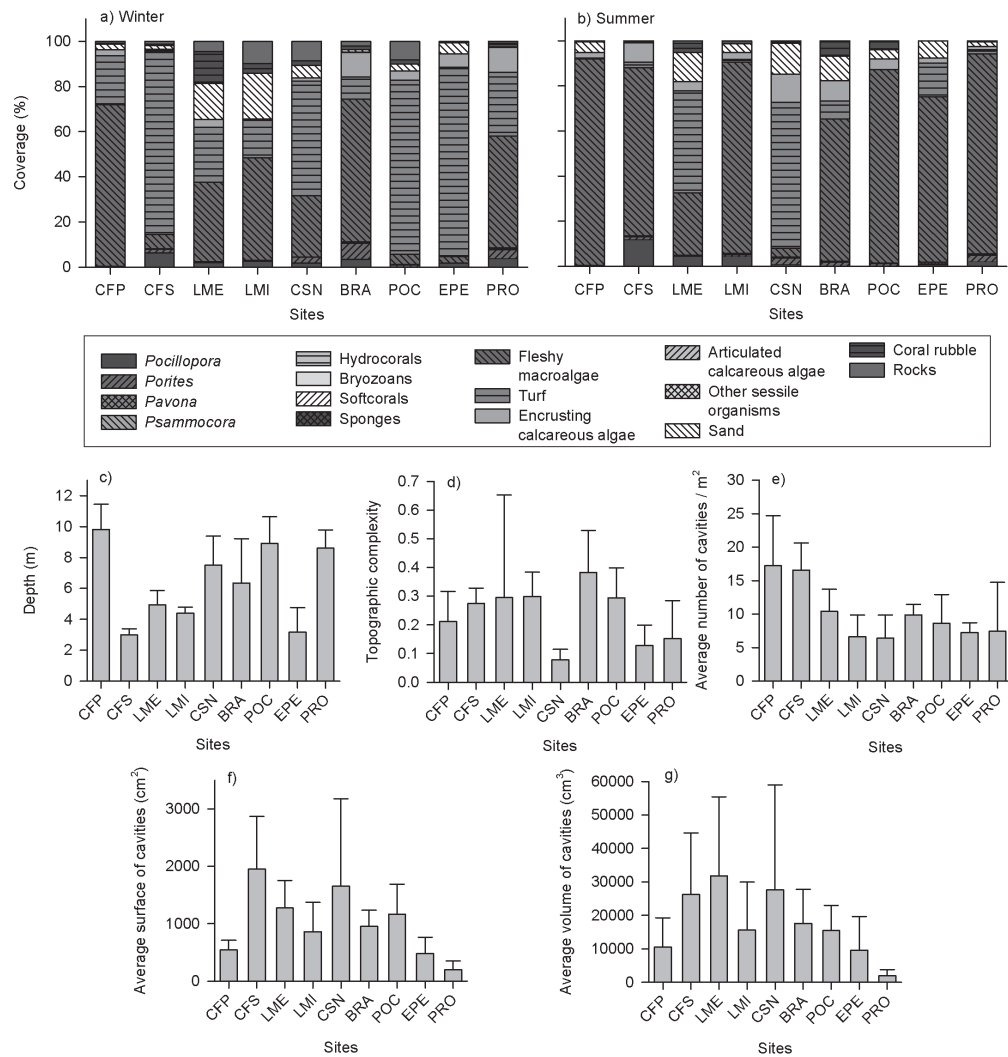 a) Winter
b) Summer
Coverage (%)
100
80
60
40
20
0
CFP CFS LME LMI CSN BRA POC EPE PRO
Sites
CFP CFS LME LMI CSN BRA POC EPE PRO
Sites
Pocillopora
Porites
Pavona
Psammocora
Hydrocorals
Bryozoans
Softcorals
Sponges
Fleshy
macroalgae
Turf
Encrusting
calcareous algae
Articulated
calcareous algae
Other sessile
organisms
Sand
Coral rubble
Rocks
c)
Depth (m)
12
10
8
6
4
2
0
CFP CFS LME LMI CSN BRA POC EPE PRO
Sites
d)
Topographic complexity
0.7
0.6
0.5
0.4
0.3
0.2
0.1
0.0
CFP CFS LME LMI CSN BRA POC EPE PRO
Sites
e)
Average number of cavities / m²
30
25
20
15
10
5
0
CFP CFS LME LMI CSN BRA POC EPE PRO
Sites
f)
Average surface of cavities (cm²)
3000
2000
1000
0
CFP CFS LME LMI CSN BRA POC EPE PRO
Sites
g)
Average volume of cavities (cm³)
60000
50000
40000
30000
20000
10000
0
CFP CFS LME LMI CSN BRA POC EPE PRO
Sites